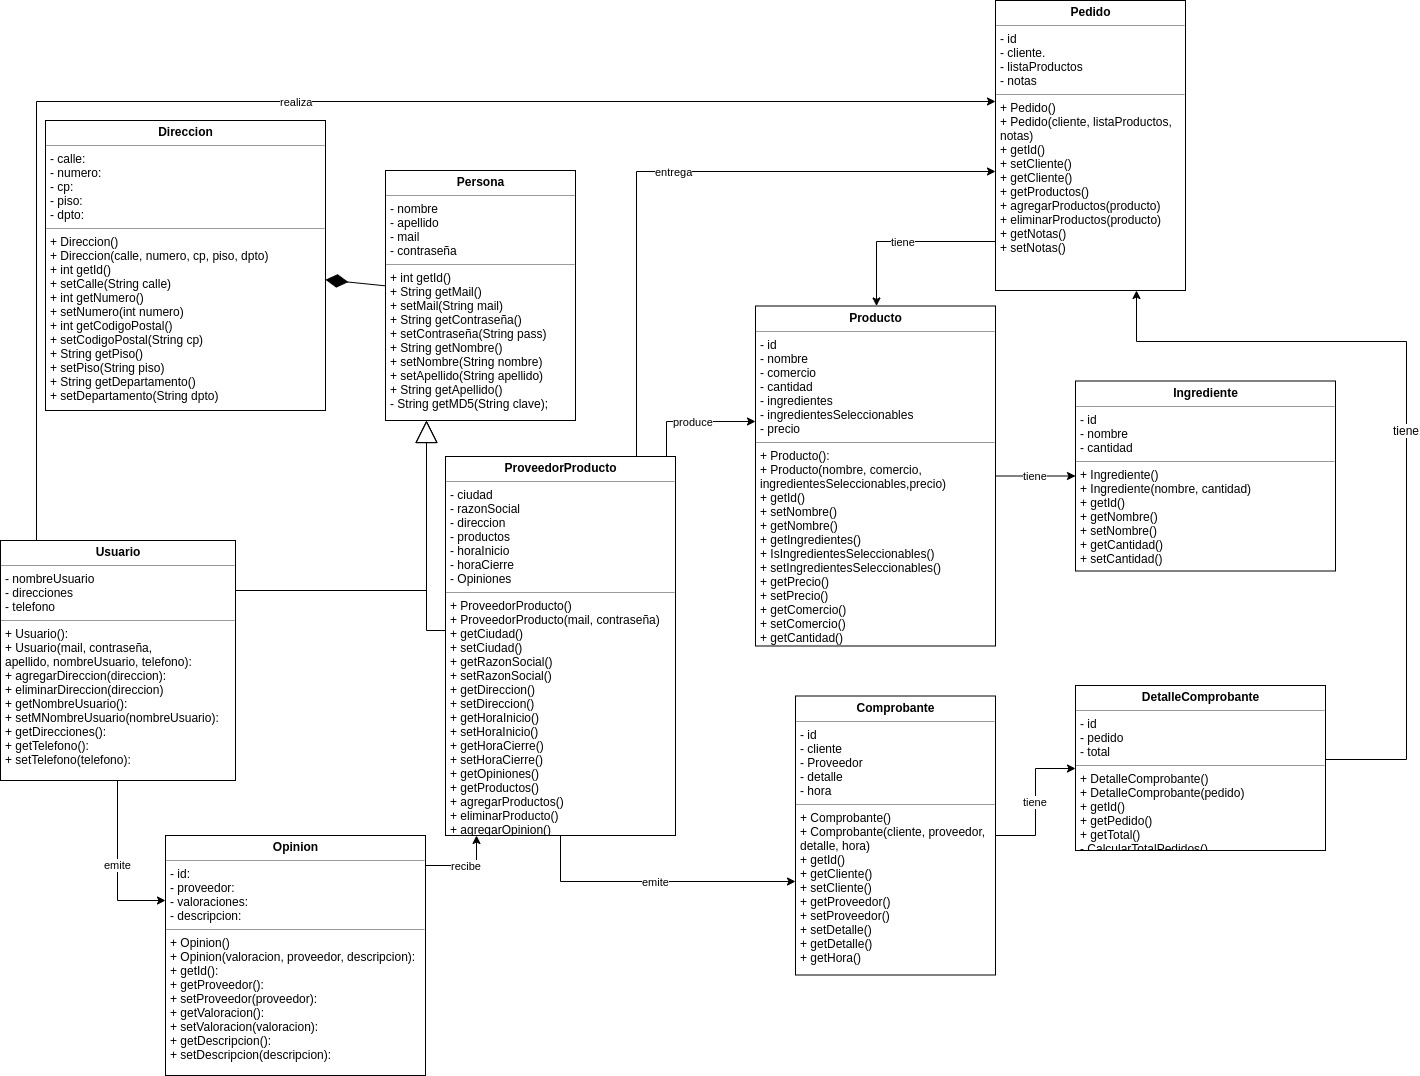 Pedido
- id
- cliente.
- listaProductos
- notas
+ Pedido()
+ Pedido(cliente, listaProductos,
notas)
+ getId()
+ setCliente()
+ getCliente()
+ getProductos()
+ agregarProductos(producto)
+ eliminarProductos(producto)
+ getNotas()
+ setNotas()
realiza
Direccion
- calle:
- numero:
- cp:
- piso:
- dpto:
+ Direccion()
+ Direccion(calle, numero, cp, piso, dpto)
+ int getId()
+ setCalle(String calle)
+ int getNumero()
+ setNumero(int numero)
+ int getCodigoPostal()
+ setCodigoPostal(String cp)
+ String getPiso()
+ setPiso(String piso)
+ String getDepartamento()
+ setDepartamento(String dpto)
Persona
- nombre
- apellido
- mail
- contraseña
+ int getId()
+ String getMail()
+ setMail(String mail)
+ String getContraseña()
+ setContraseña(String pass)
+ String getNombre()
+ setNombre(String nombre)
+ setApellido(String apellido)
+ String getApellido()
- String getMD5(String clave);
entrega
tiene
Producto
- id
- nombre
- comercio
- cantidad
- ingredientes
- ingredientesSeleccionables
- precio
+ Producto():
+ Producto(nombre, comercio,
ingredientesSeleccionables,precio)
+ getId()
+ setNombre()
+ getNombre()
+ getIngredientes()
+ IsIngredientesSeleccionables()
+ setIngredientesSeleccionables()
+ getPrecio()
+ setPrecio()
+ getComercio()
+ setComercio()
+ getCantidad()
tiene
Ingrediente
- id
- nombre
- cantidad
+ Ingrediente()
+ Ingrediente(nombre, cantidad)
+ getId()
+ getNombre()
+ setNombre()
+ getCantidad()
+ setCantidad()
tiene
produce
ProveedorProducto
- ciudad
- razonSocial
- direccion
- productos
- horaInicio
- horaCierre
- Opiniones
+ ProveedorProducto()
+ ProveedorProducto(mail, contraseña)
+ getCiudad()
+ setCiudad()
+ getRazonSocial()
+ setRazonSocial()
+ getDireccion()
+ setDireccion()
+ getHoraInicio()
+ setHoraInicio()
+ getHoraCierre()
+ setHoraCierre()
+ getOpiniones()
+ getProductos()
+ agregarProductos()
+ eliminarProducto()
+ agregarOpinion()
Usuario
- nombreUsuario
- direcciones
- telefono
+ Usuario():
+ Usuario(mail, contraseña,
apellido, nombreUsuario, telefono):
+ agregarDireccion(direccion):
+ eliminarDireccion(direccion)
+ getNombreUsuario():
+ setMNombreUsuario(nombreUsuario):
+ getDirecciones():
+ getTelefono():
+ setTelefono(telefono):
emite
Opinion
- id:
- proveedor:
- valoraciones:
- descripcion:
+ Opinion()
+ Opinion(valoracion, proveedor, descripcion):
+ getId():
+ getProveedor():
+ setProveedor(proveedor):
+ getValoracion():
+ setValoracion(valoracion):
+ getDescripcion():
+ setDescripcion(descripcion):
recibe
emite
Comprobante
- id
- cliente
- Proveedor
- detalle
- hora
+ Comprobante()
+ Comprobante(cliente, proveedor,
detalle, hora)
+ getId()
+ getCliente()
+ setCliente()
+ getProveedor()
+ setProveedor()
+ setDetalle()
+ getDetalle()
+ getHora()
tiene
DetalleComprobante
- id
- pedido
- total
+ DetalleComprobante()
+ DetalleComprobante(pedido)
+ getId()
+ getPedido()
+ getTotal()
- CalcularTotalPedidos()